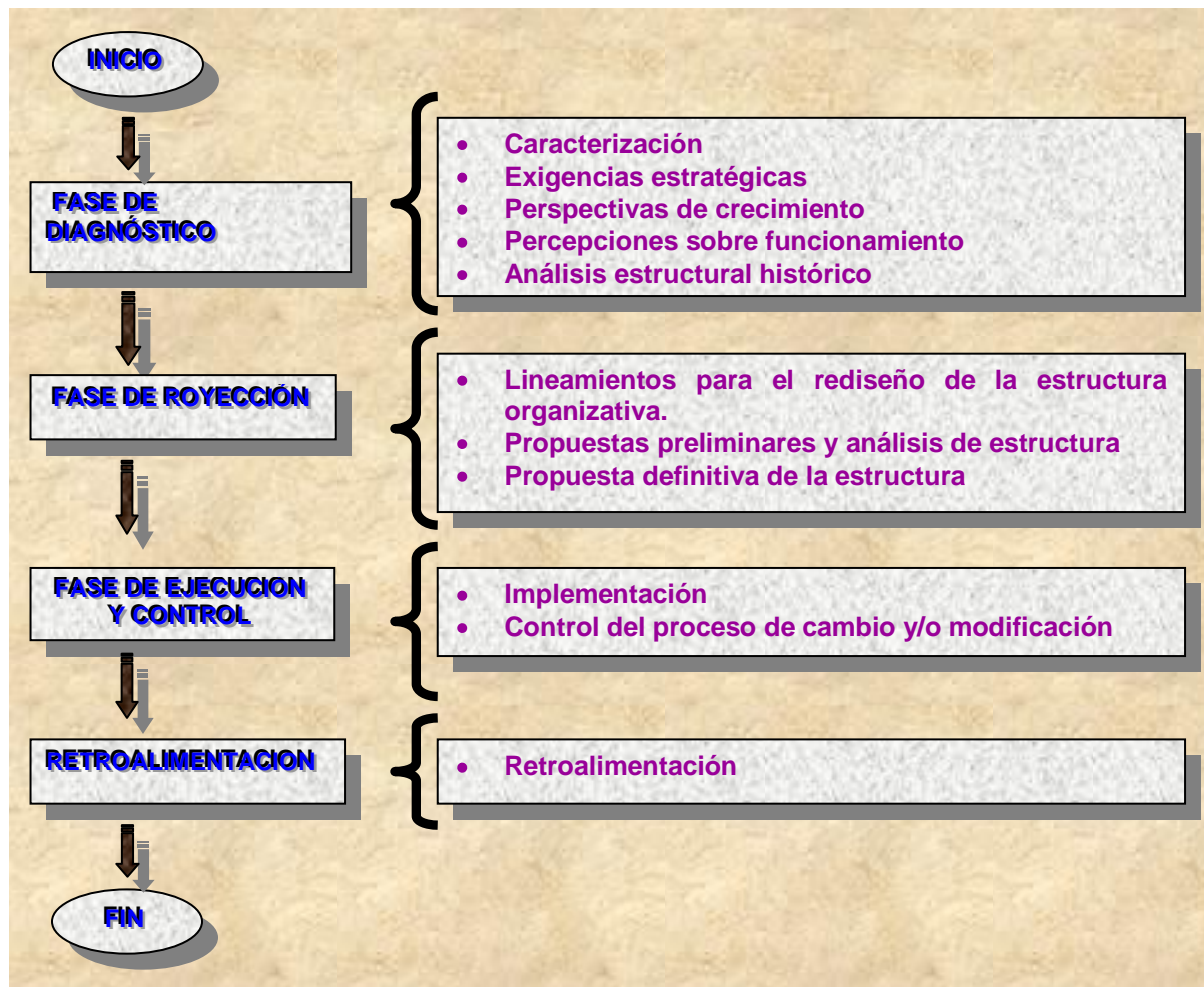 INICIO
FASE DE
DIAGNÓSTICO
• Caracterización
• Exigencias estratégicas
• Perspectivas de crecimiento
• Percepciones sobre funcionamiento
• Análisis estructural histórico
FASE DE ROYECCIÓN
• Lineamientos para el rediseño de la estructura
organizativa.
• Propuestas preliminares y análisis de estructura
• Propuesta definitiva de la estructura
FASE DE EJECUCION
Y CONTROL
• Implementación
• Control del proceso de cambio y/o modificación
RETROALIMENTACION
• Retroalimentación
FIN